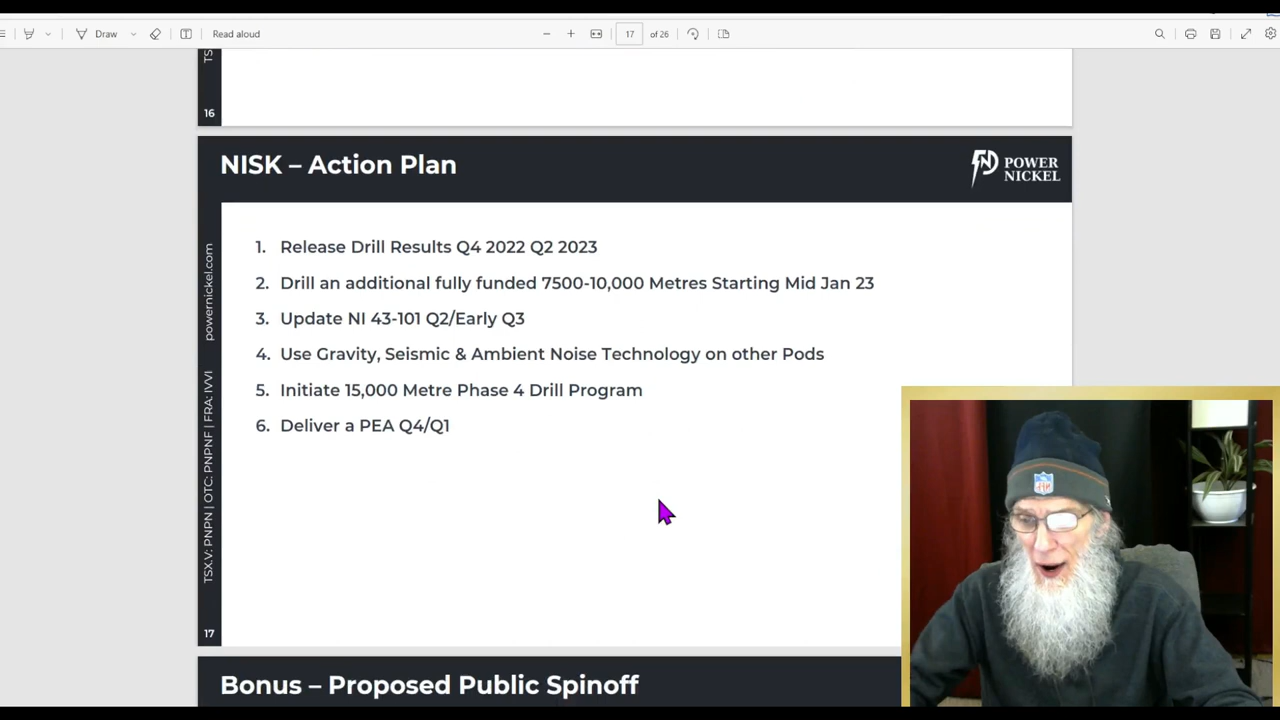 Draw
Read aloud
17
of 26
TS
16
NISK – Action Plan
POWER
NICKEL
1. Release Drill Results Q4 2022 Q2 2023
2. Drill an additional fully funded 7500-10,000 Metres Starting Mid Jan 23
3. Update NI 43-101 Q2/Early Q3
4. Use Gravity, Seismic & Ambient Noise Technology on other Pods
5. Initiate 15,000 Metre Phase 4 Drill Program
6. Deliver a PEA Q4/Q1
powernickel.com
TSX.V: PNPN | OTC: PNPNF | FRA: IVVI
17
Bonus – Proposed Public Spinoff